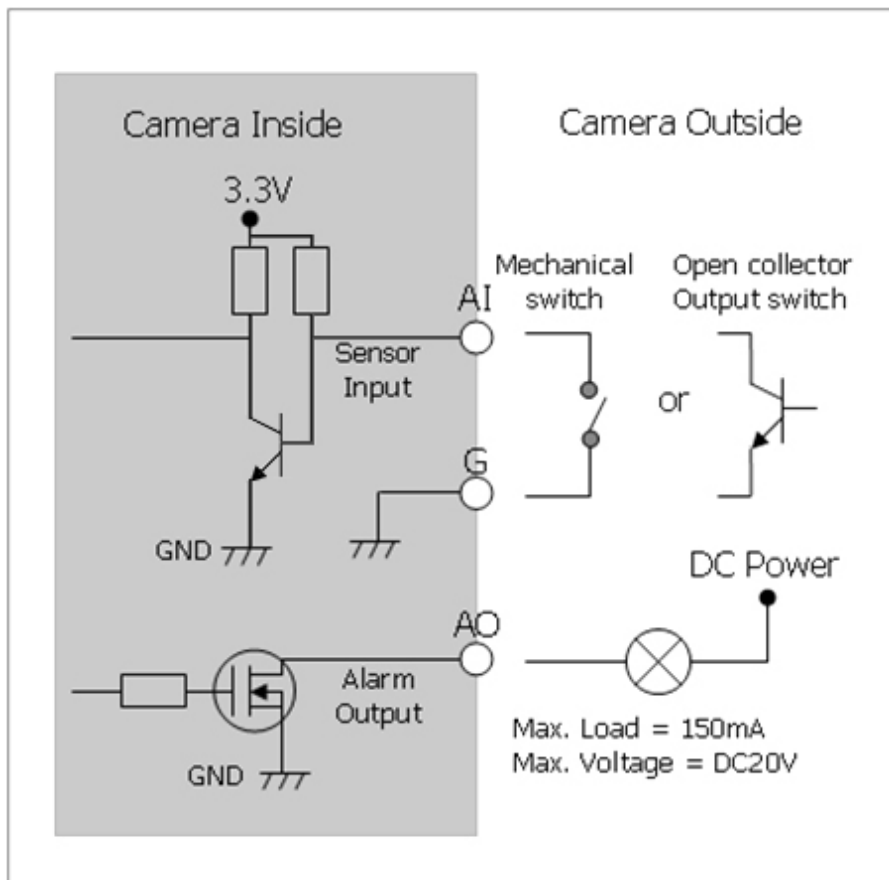 Camera Inside
Camera Outside
3.3V
AI
Mechanical
switch
Open collector
Output switch
Sensor
Input
or
G
GND
DC Power
AO
Alarm
Output
Max. Load = 150mA
Max. Voltage = DC20V
GND